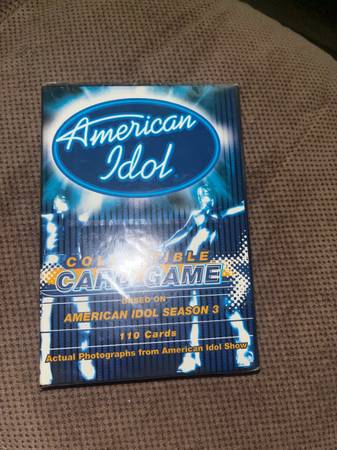 American
Idol
COLLECTIBLE
CARD GAME
BASED ON
AMERICAN IDOL SEASON 3
110 Cards
Actual Photographs from American Idol Show